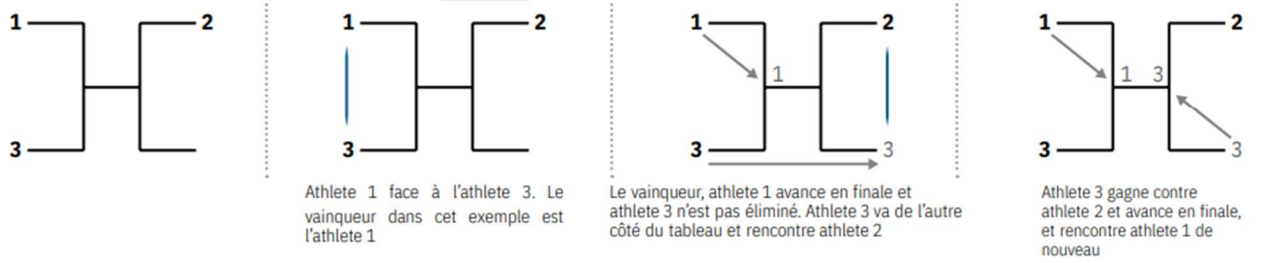 1 2
3
1 2
3
Athlete 1 face à l'athlete 3. Le
vainqueur dans cet exemple est
l'athlete 1
1 2
1
3 3
Le vainqueur, athlete 1 avance en finale et
athlete 3 n'est pas éliminé. Athlete 3 va de l'autre
côté du tableau et rencontre athlete 2
1 2
1 3
3 3
Athlete 3 gagne contre
athlete 2 et avance en finale,
et rencontre athlete 1 de
nouveau